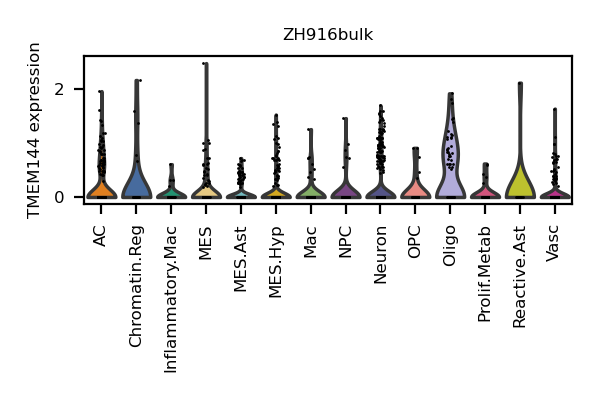 ZH916bulk
TMEM144 expression
2
0
AC
Chromatin.Reg
Inflammatory.Mac
MES
MES.Ast
MES.Hyp
Mac
NPC
Neuron
OPC
Oligo
Prolif.Metab
Reactive.Ast
Vasc